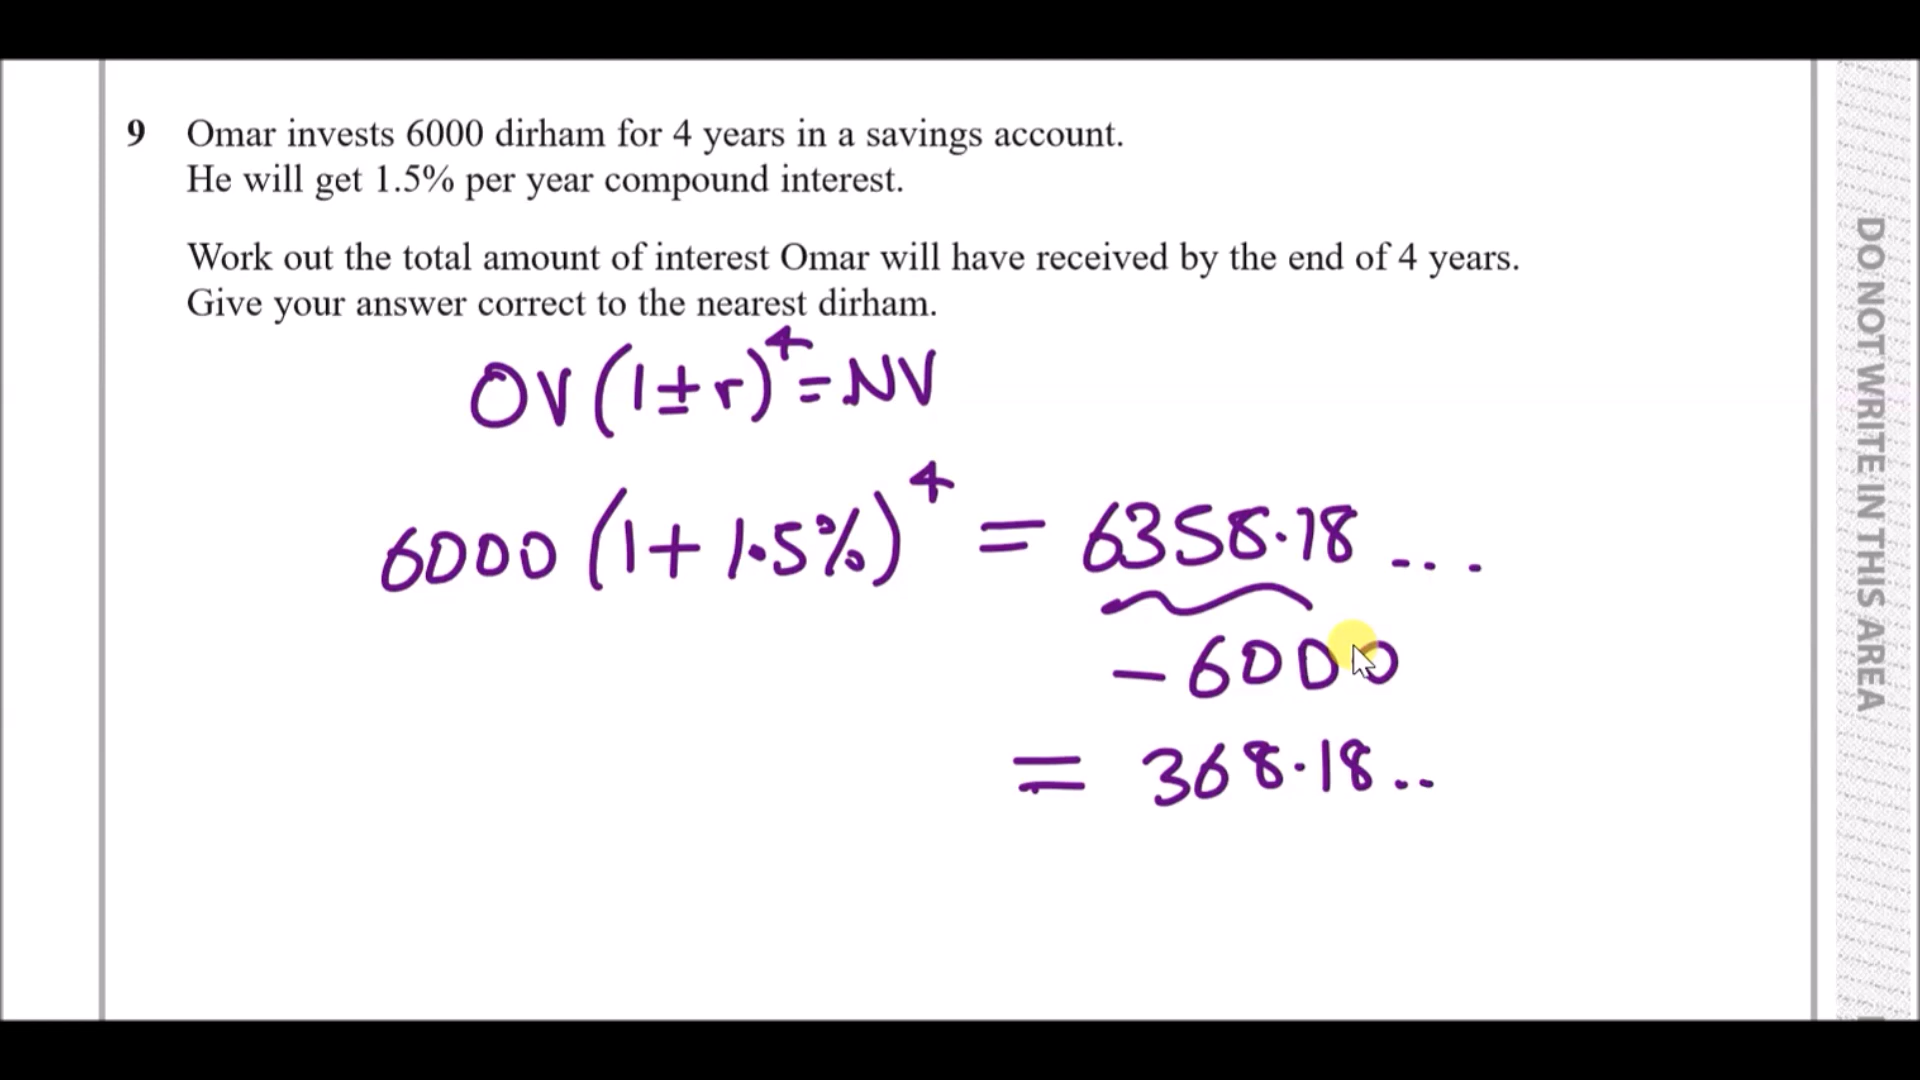 9 Omar invests 6000 dirham for 4 years in a savings account.
He will get 1.5% per year compound interest.
Work out the total amount of interest Omar will have received by the end of 4 years.
Give your answer correct to the nearest dirham.
OV(1±r)⁴=NV
6000(1+1.5%)⁴ = 6358.18...
-6000
= 368.18..
DO NOT WRITE IN THIS AREA